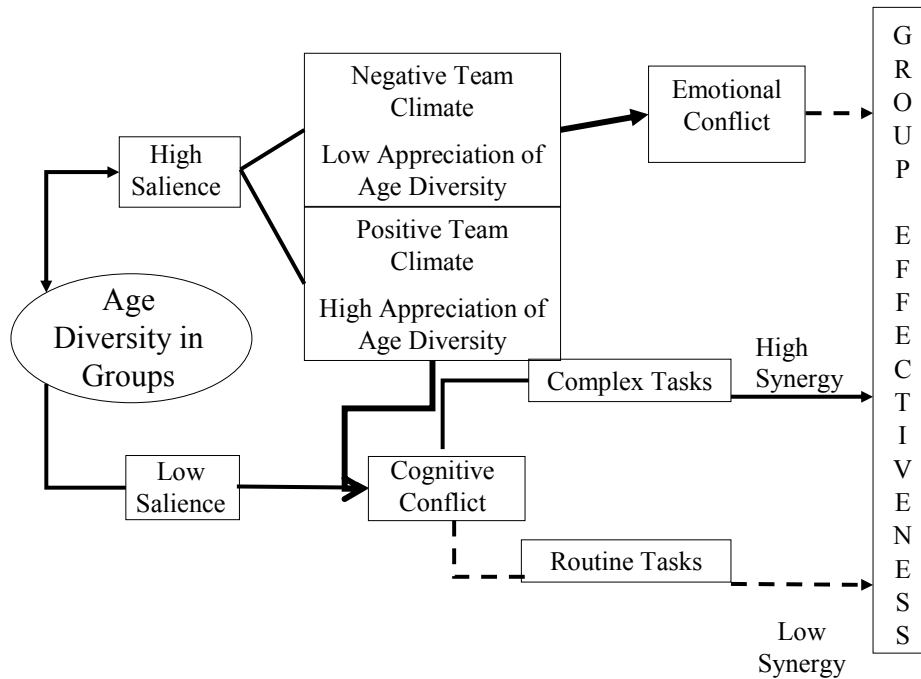 Negative Team
Climate
Low Appreciation of
Age Diversity
Emotional
Conflict
High
Salience
Positive Team
Climate
High Appreciation of
Age Diversity
Age
Diversity in
Groups
High
Synergy
Complex Tasks
Low
Salience
Cognitive
Conflict
Routine Tasks
Low
Synergy
G
R
O
U
P
E
F
F
E
C
T
I
V
E
N
E
S
S